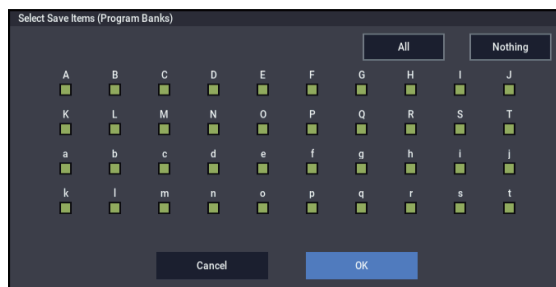 Select Save Items (Program Banks)
All Nothing
A B C D E F G H I J
K L M N O P Q R S T
a b c d e f g h i j
k l m n o p q r s t
Cancel OK